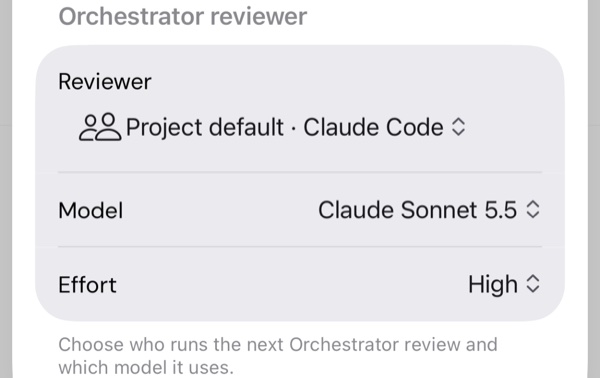 Orchestrator reviewer
Reviewer
Project default · Claude Code
Model Claude Sonnet 5.5
Effort High
Choose who runs the next Orchestrator review and
which model it uses.